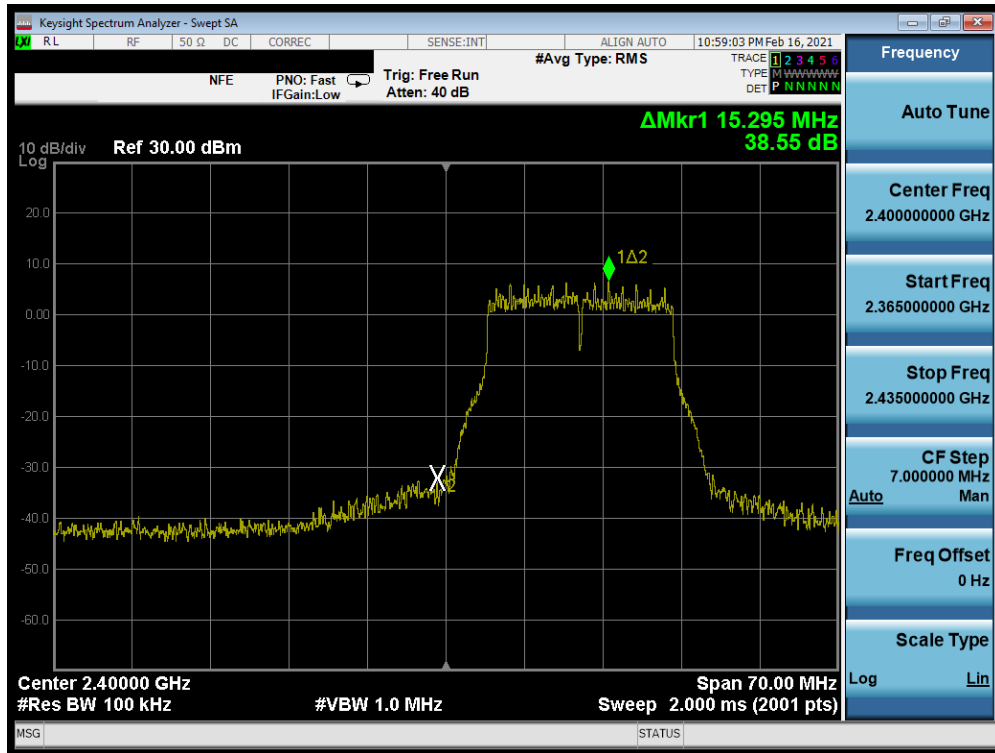 Keysight Spectrum Analyzer - Swept SA
LXI RL RF 50 Ω DC CORREC SENSE:INT ALIGN AUTO 10:59:03 PM Feb 16, 2021
Frequency
#Avg Type: RMS TRACE 1 2 3 4 5 6
NFE PNO: Fast Trig: Free Run TYPE M W W W W W
IFGain:Low Atten: 40 dB DET P N N N N N
Auto Tune
ΔMkr1 15.295 MHz
10 dB/div Ref 30.00 dBm 38.55 dB
Log
Center Freq
2.400000000 GHz
20.0
1Δ2
10.0
Start Freq
2.365000000 GHz
0.00
-10.0
Stop Freq
2.435000000 GHz
-20.0
-30.0
X2
CF Step
7.000000 MHz
Auto Man
-40.0
Freq Offset
0 Hz
-50.0
-60.0
Scale Type
Log Lin
Center 2.40000 GHz Span 70.00 MHz
#Res BW 100 kHz #VBW 1.0 MHz Sweep 2.000 ms (2001 pts)
MSG STATUS